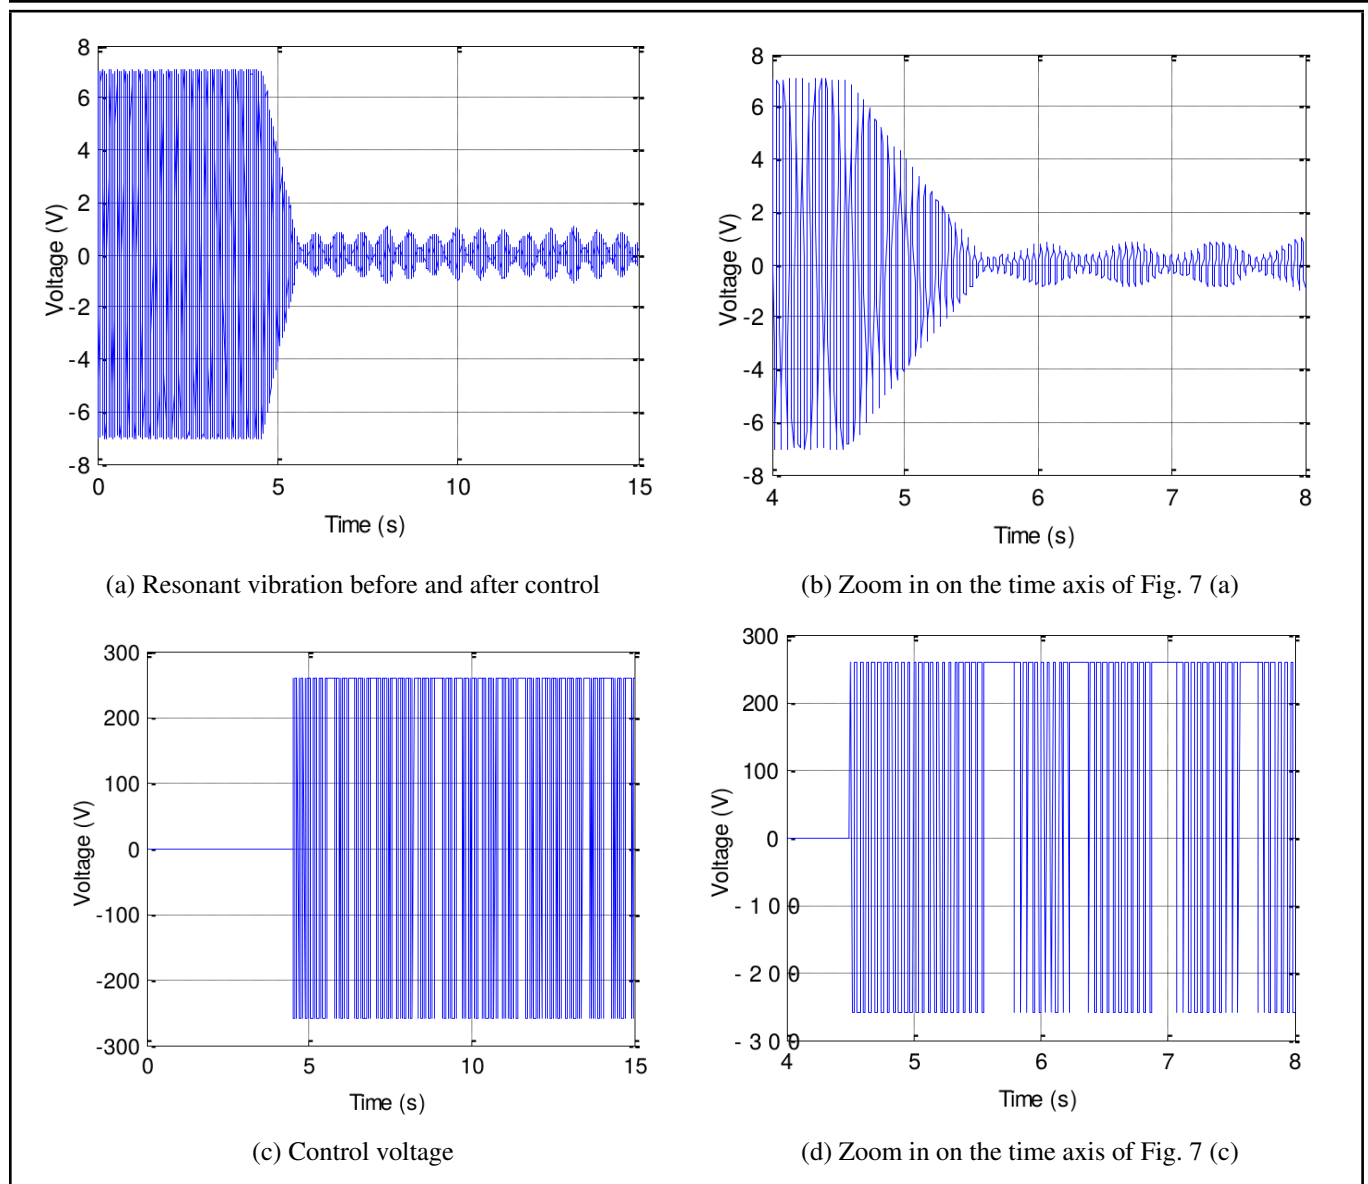 8
6
4
2
0
-2
-4
-6
-8
Voltage (V)
0 5 10 15
Time (s)
(a) Resonant vibration before and after control
8
6
4
2
0
-2
-4
-6
-8
Voltage (V)
4 5 6 7 8
Time (s)
(b) Zoom in on the time axis of Fig. 7 (a)
300
200
100
0
-100
-200
-300
Voltage (V)
0 5 10 15
Time (s)
(c) Control voltage
300
200
100
0
- 1 0 0
- 2 0 0
- 3 0 0
Voltage (V)
4 5 6 7 8
Time (s)
(d) Zoom in on the time axis of Fig. 7 (c)